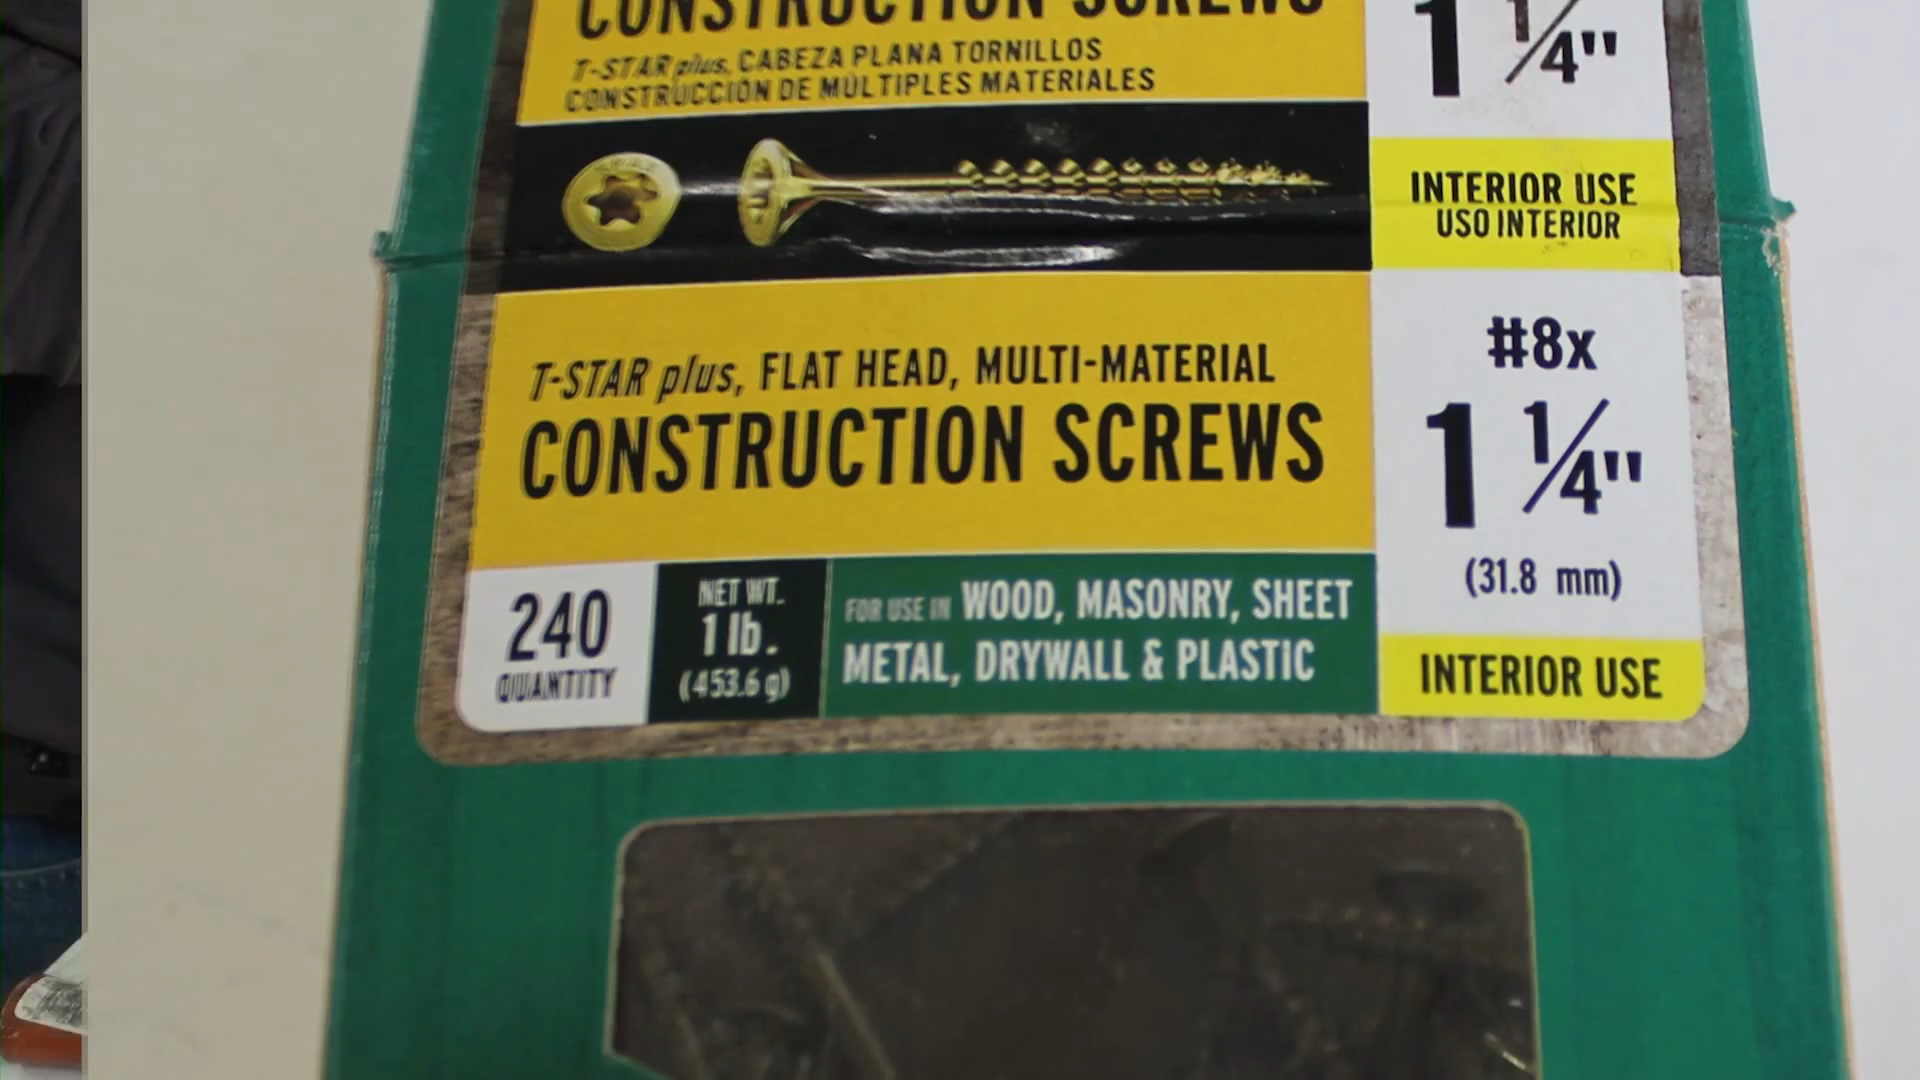 CONSTRUCTION SCREWS
T-STAR plus, CABEZA PLANA TORNILLOS
CONSTRUCCIÓN DE MÚLTIPLES MATERIALES
1 1/4"
INTERIOR USE
USO INTERIOR
T-STAR plus, FLAT HEAD, MULTI-MATERIAL
CONSTRUCTION SCREWS
#8x
1 1/4"
(31.8 mm)
INTERIOR USE
240
QUANTITY
NET WT.
1 lb.
(453.6 g)
FOR USE IN WOOD, MASONRY, SHEET
METAL, DRYWALL & PLASTIC